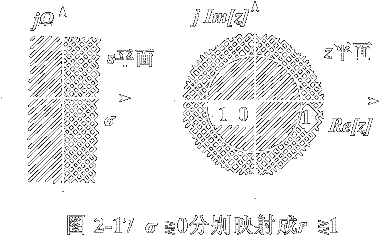 jΩ
s平面
σ
j Im[z]
z平面
1 0 1
Re[z]
图 2-17 σ ≷0分别映射成r ≷1